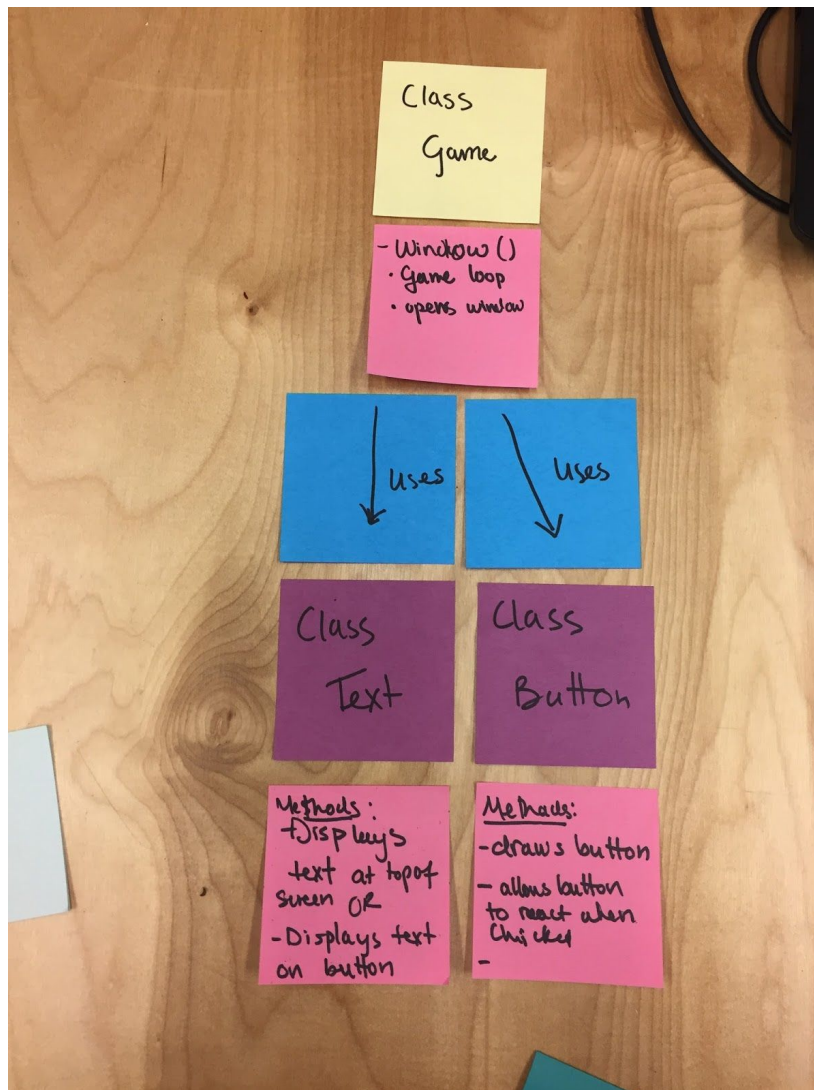 Class
Game
- Window ()
· Game loop
· opens window
uses
uses
Class
Text
Class
Button
Methods:
- Displays
text at top of
screen OR
- Displays text
on button
Methods:
- draws button
- allows button
to react when
-